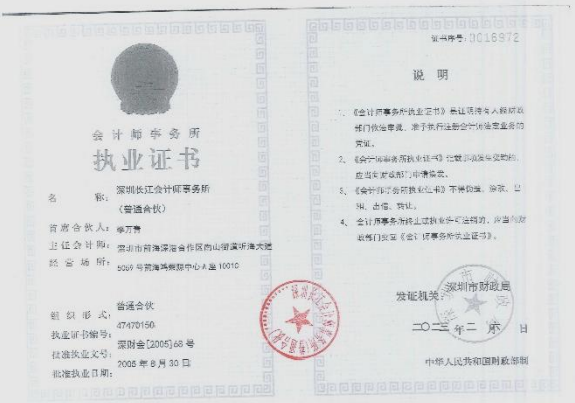 会计师事务所
执业证书
名 称：
深圳长江会计师事务所
（普通合伙）
首席合伙人：
主任会计师：
经营场所：
深圳市前海深港合作区南山街道听海大道
5059号前海鸿荣源中心A座1001O
组织形式：
普通合伙
执业证书编号：
47470150
批准执业文号：
深财会[2005]68号
批准执业日期：
2005年8月30日
证书序号：0018972
说 明
1、《会计师事务所执业证书》是证明持有人经财政
部门依法审批，准予执行注册会计师法定业务的
凭证。
2、《会计师事务所执业证书》记载事项发生变动的，
应当向财政部门申请换发。
3、《会计师事务所执业证书》不得伪造、涂改、出
租、出借、转让。
4、会计师事务所终止或执业许可注销的，应当向财
政部门交回《会计师事务所执业证书》。
发证机关：深圳市财政局
二〇二三年二月 日
中华人民共和国财政部制